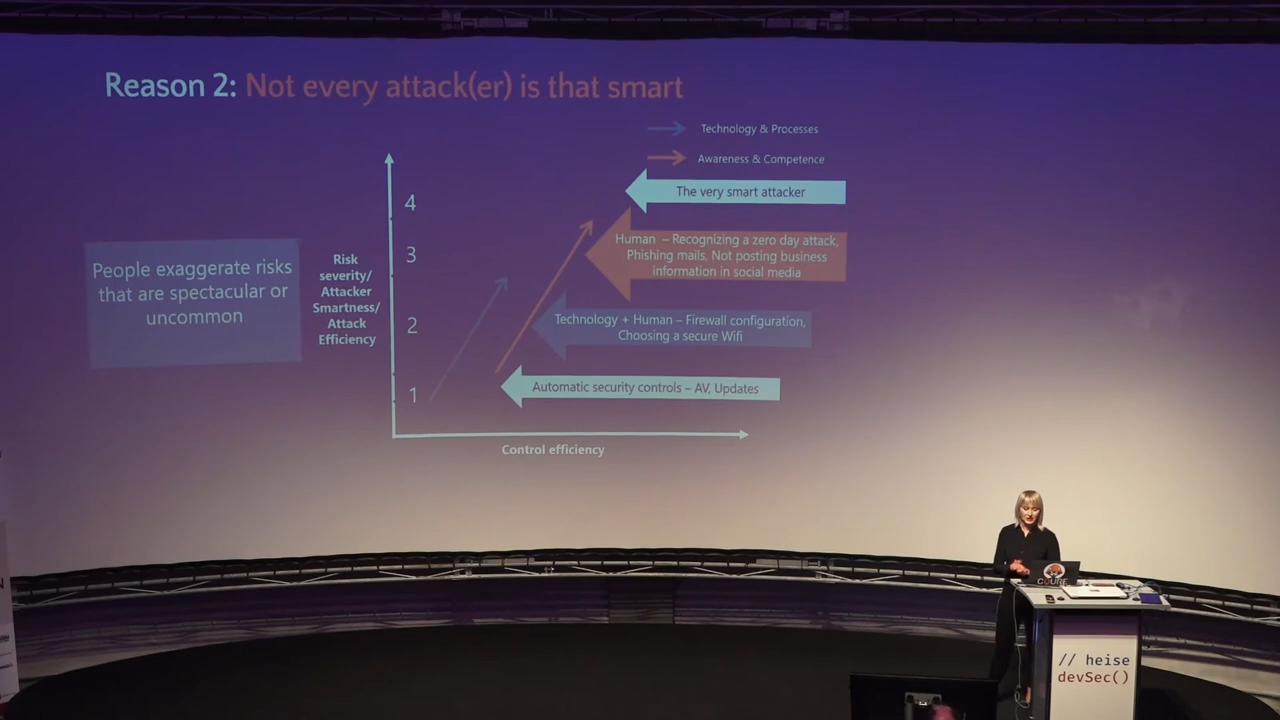 Reason 2: Not every attack(er) is that smart
Technology & Processes
Awareness & Competence
The very smart attacker
4
Human – Recognizing a zero day attack,
Phishing mails, Not posting business
information in social media
3
People exaggerate risks
that are spectacular or
uncommon
Risk
severity/
Attacker
Smartness/
Attack
Efficiency
2
Technology + Human – Firewall configuration,
Choosing a secure Wifi
1
Automatic security controls – AV, Updates
Control efficiency
CQURE
// heise
devSec()